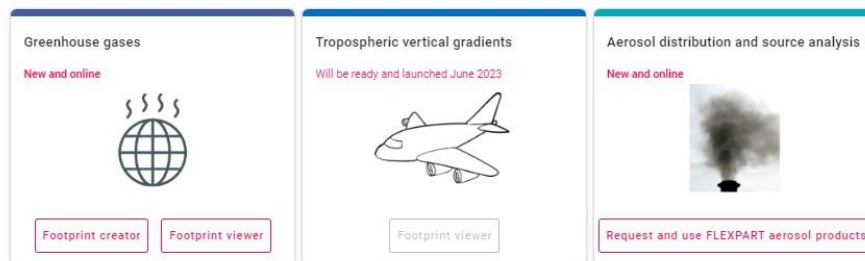 Greenhouse gases
New and online
Footprint creator
Footprint viewer
Tropospheric vertical gradients
Will be ready and launched June 2023
Footprint viewer
Aerosol distribution and source analysis
New and online
Request and use FLEXPART aerosol products